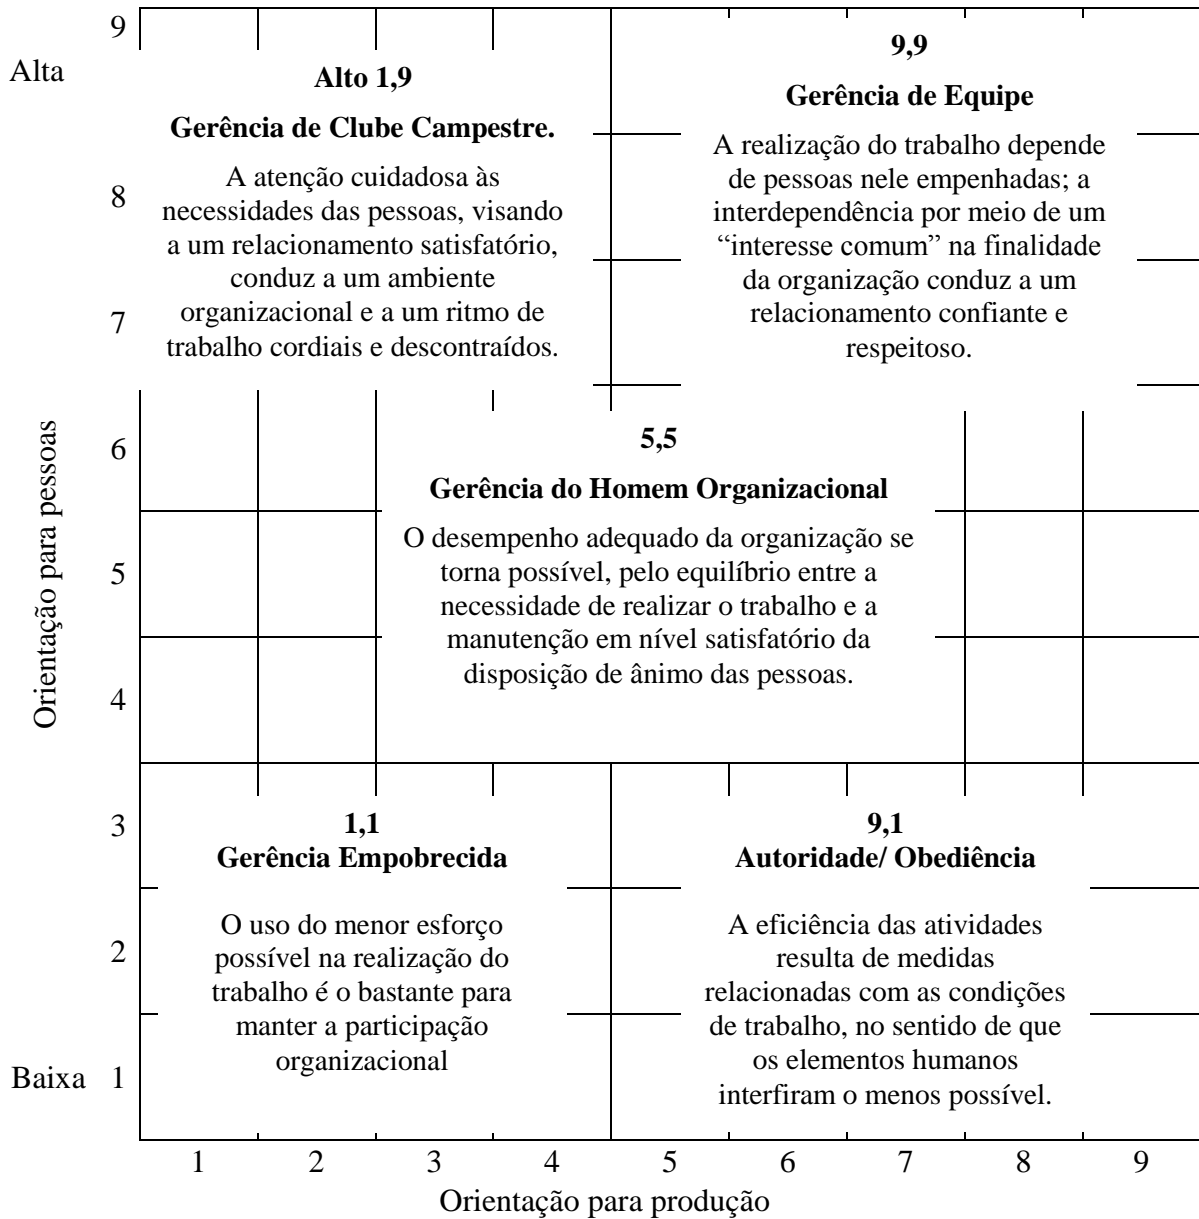 9
Alta
Alto 1,9
Gerência de Clube Campestre.
A atenção cuidadosa às
necessidades das pessoas, visando
a um relacionamento satisfatório,
conduz a um ambiente
organizacional e a um ritmo de
trabalho cordiais e descontraídos.
9,9
Gerência de Equipe
A realização do trabalho depende
de pessoas nele empenhadas; a
interdependência por meio de um
“interesse comum” na finalidade
da organização conduz a um
relacionamento confiante e
respeitoso.
8
7
Orientação para pessoas
6
5
4
5,5
Gerência do Homem Organizacional
O desempenho adequado da organização se
torna possível, pelo equilíbrio entre a
necessidade de realizar o trabalho e a
manutenção em nível satisfatório da
disposição de ânimo das pessoas.
3
2
Baixa 1
1,1
Gerência Empobrecida
O uso do menor esforço
possível na realização do
trabalho é o bastante para
manter a participação
organizacional
9,1
Autoridade/ Obediência
A eficiência das atividades
resulta de medidas
relacionadas com as condições
de trabalho, no sentido de que
os elementos humanos
interfiram o menos possível.
1 2 3 4 5 6 7 8 9
Orientação para produção